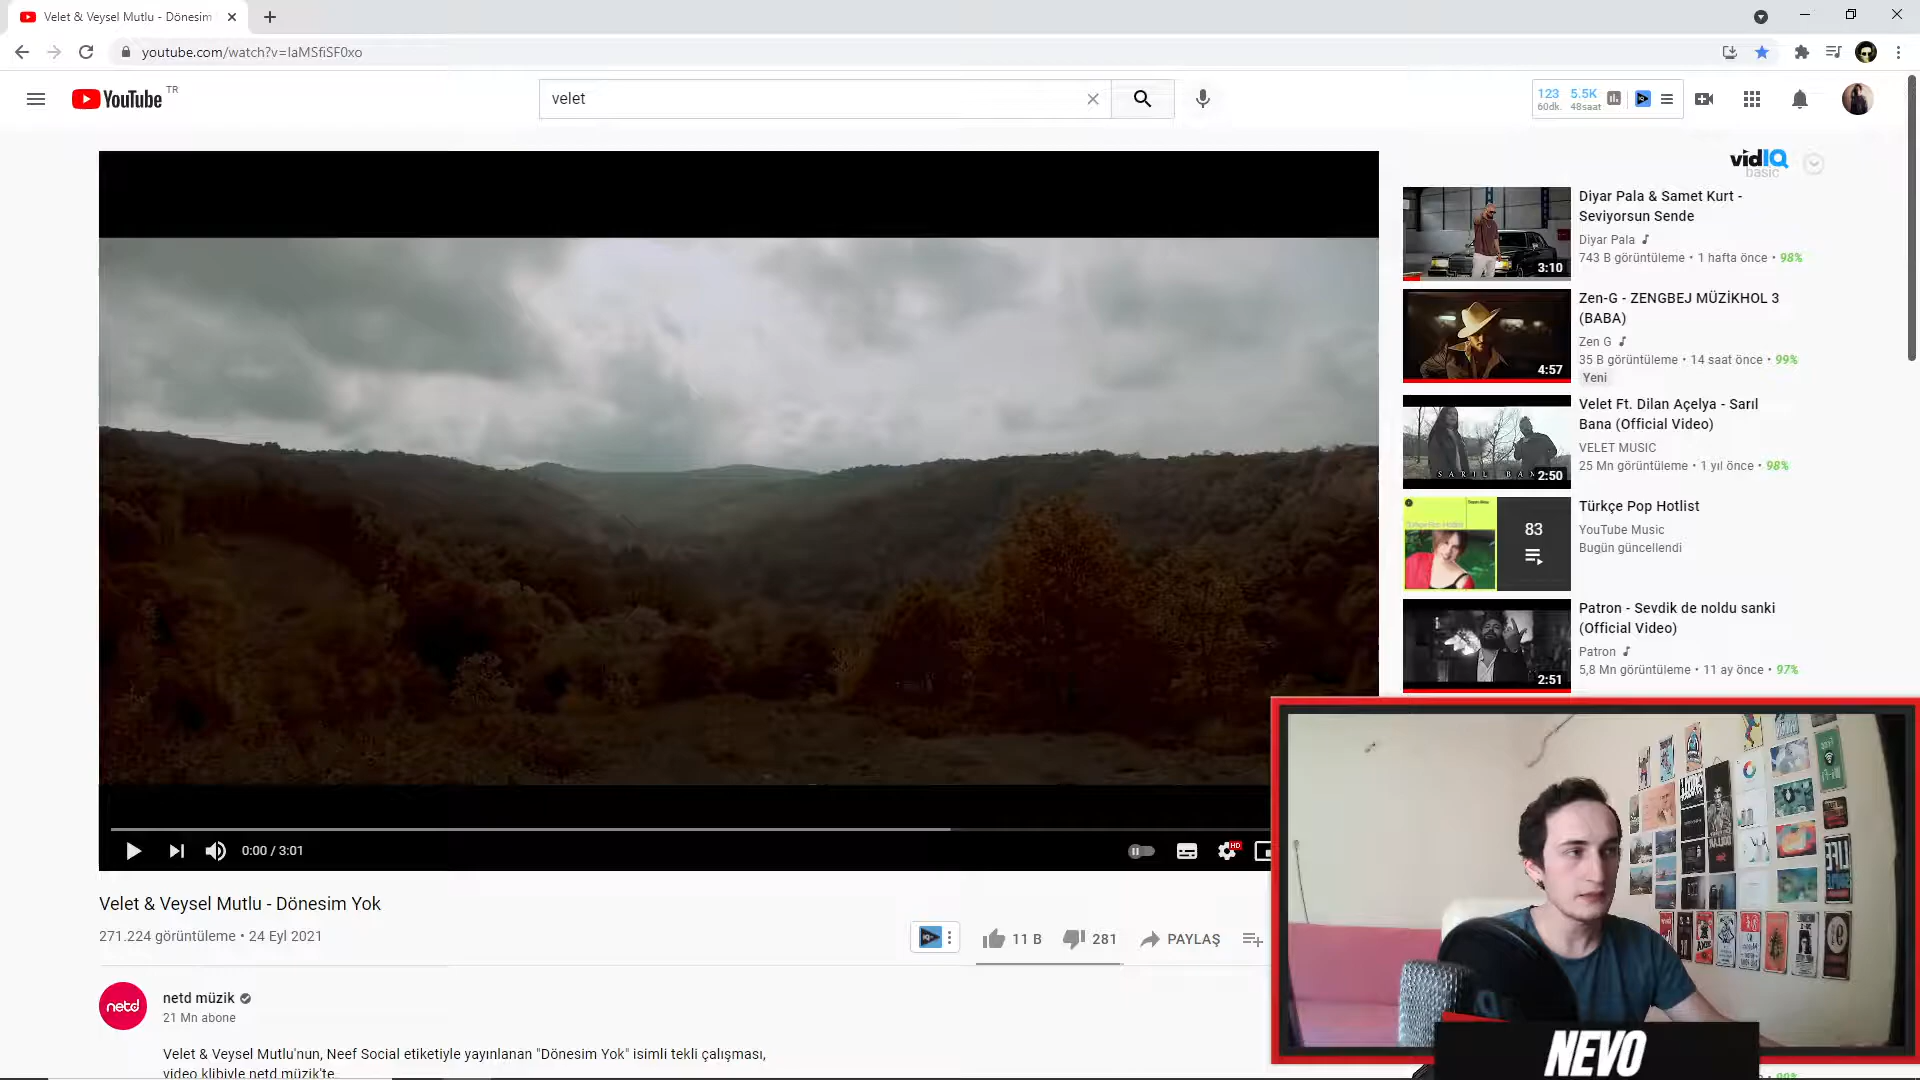 Velet & Veysel Mutlu - Dönesim
youtube.com/watch?v=IaMSfiSF0xo
YouTube TR
velet
123 5.5K
60dk. 48saat
vidIQ
basic
Diyar Pala & Samet Kurt -
Seviyorsun Sende
Diyar Pala
743 B görüntüleme • 1 hafta önce • 98%
3:10
Zen-G - ZENGBEJ MÜZİKHOL 3
(BABA)
Zen G
35 B görüntüleme • 14 saat önce • 99%
4:57
Yeni
Velet Ft. Dilan Açelya - Sarıl
Bana (Official Video)
VELET MUSIC
25 Mn görüntüleme • 1 yıl önce • 98%
2:50
Türkçe Pop Hotlist
YouTube Music
Bugün güncellendi
83
Patron - Sevdik de noldu sanki
(Official Video)
Patron
5,8 Mn görüntüleme • 11 ay önce • 97%
2:51
0:00 / 3:01
HD
Velet & Veysel Mutlu - Dönesim Yok
271.224 görüntüleme • 24 Eyl 2021
11 B
281
PAYLAŞ
netd
netd müzik
21 Mn abone
Velet & Veysel Mutlu'nun, Neef Social etiketiyle yayınlanan "Dönesim Yok" isimli tekli çalışması,
video klibiyle netd müzik'te.
NEVO